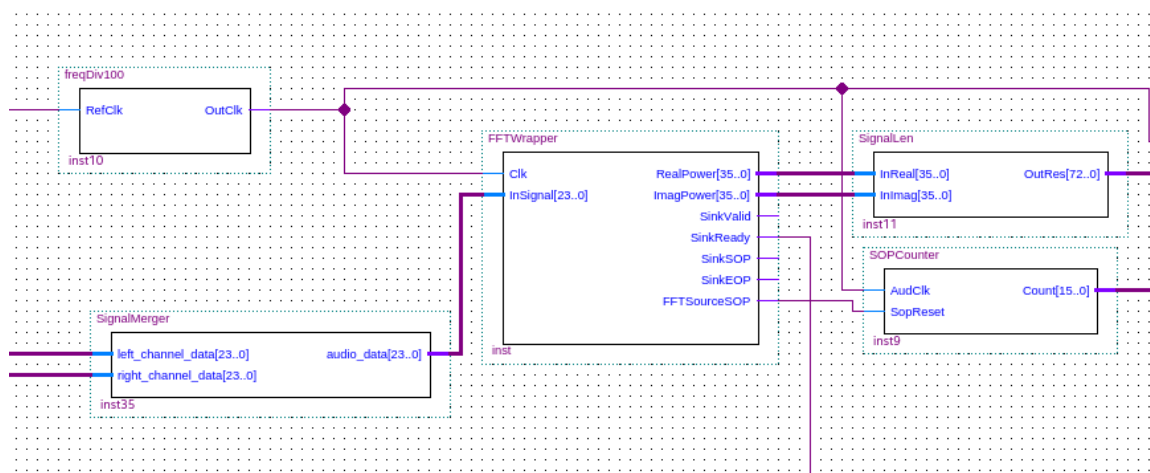 freqDiv100
RefClk
OutClk
inst10
FFTWrapper
Clk
InSignal[23..0]
RealPower[35..0]
ImagPower[35..0]
SinkValid
SinkReady
SinkSOP
SinkEOP
FFTSourceSOP
inst
SignalLen
InReal[35..0]
InImag[35..0]
OutRes[72..0]
inst11
SOPCounter
AudClk
SopReset
Count[15..0]
inst9
SignalMerger
left_channel_data[23..0]
right_channel_data[23..0]
audio_data[23..0]
inst35